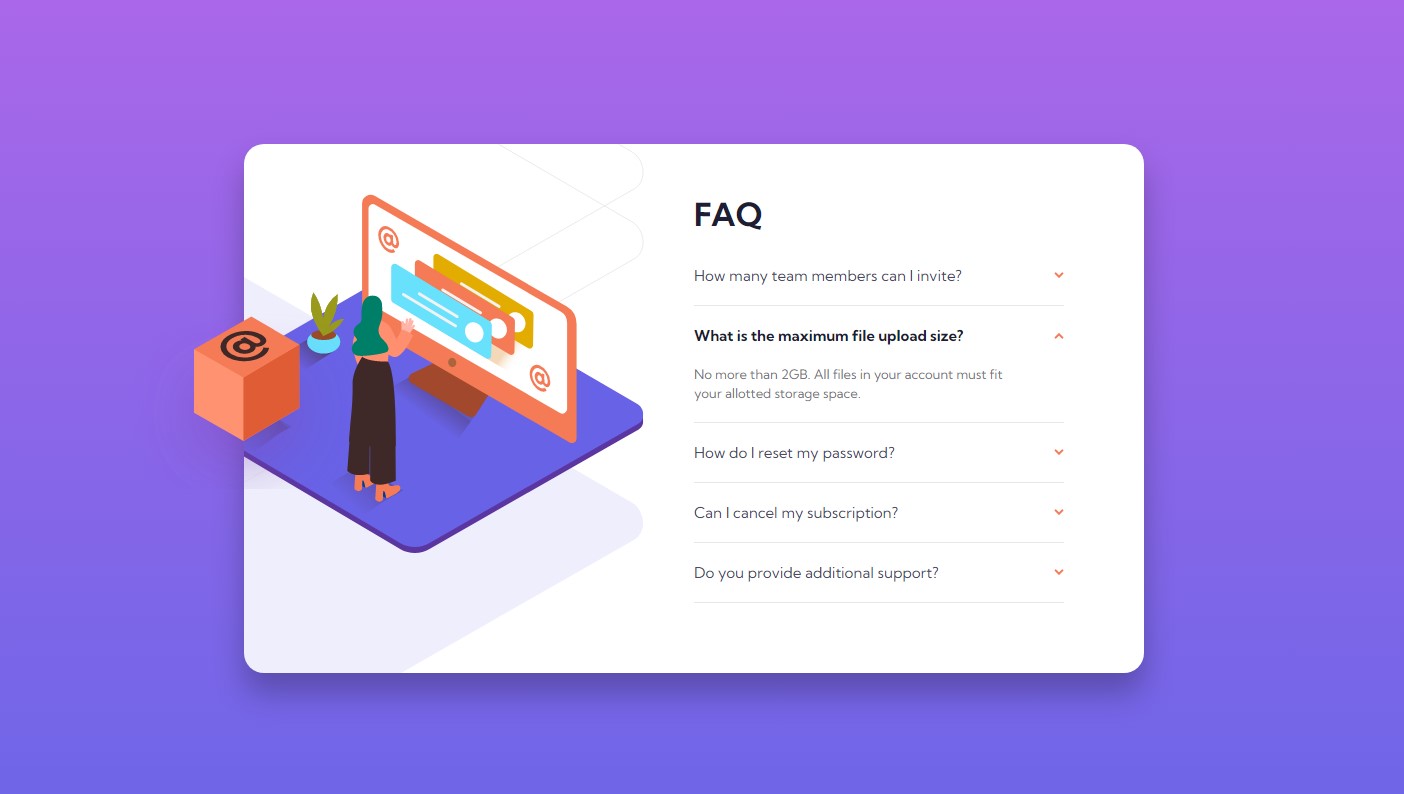 FAQ
How many team members can I invite?
What is the maximum file upload size?
No more than 2GB. All files in your account must fit
your allotted storage space.
How do I reset my password?
Can I cancel my subscription?
Do you provide additional support?
@
@
@